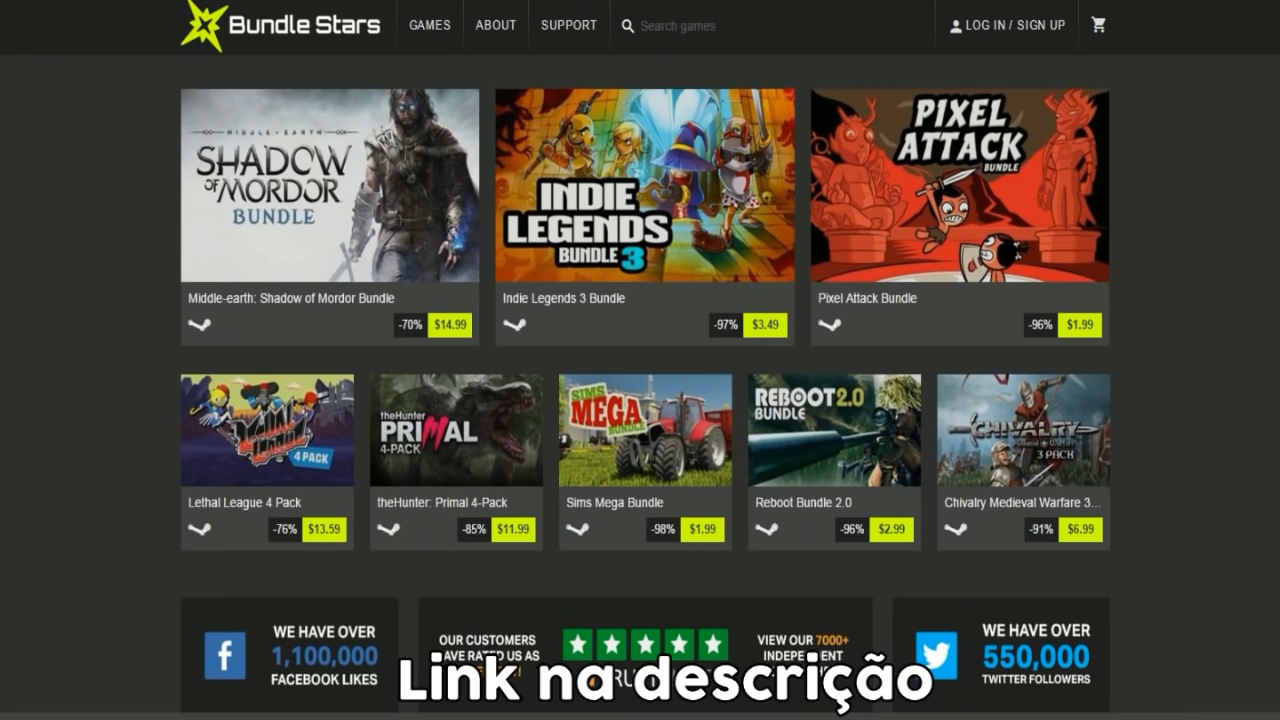 Bundle Stars
GAMES
ABOUT
SUPPORT
Search games
LOG IN / SIGN UP
MIDDLE-EARTH
SHADOW
OF MORDOR
BUNDLE
INDIE
LEGENDS
BUNDLE 3
PIXEL
ATTACK
BUNDLE
Middle-earth: Shadow of Mordor Bundle
-70% $14.99
Indie Legends 3 Bundle
-97% $3.49
Pixel Attack Bundle
-96% $1.99
LETHAL
LEAGUE
4 PACK
theHunter
PRIMAL
4-PACK
SIMS
MEGA
BUNDLE
REBOOT 2.0
BUNDLE
CHIVALRY
3 PACK
Lethal League 4 Pack
-76% $13.59
theHunter: Primal 4-Pack
-85% $11.99
Sims Mega Bundle
-98% $1.99
Reboot Bundle 2.0
-96% $2.99
Chivalry Medieval Warfare 3...
-91% $6.99
WE HAVE OVER
1,100,000
FACEBOOK LIKES
OUR CUSTOMERS
VIEW OUR 7000+
WE HAVE OVER
550,000
TWITTER FOLLOWERS
Link na descrição